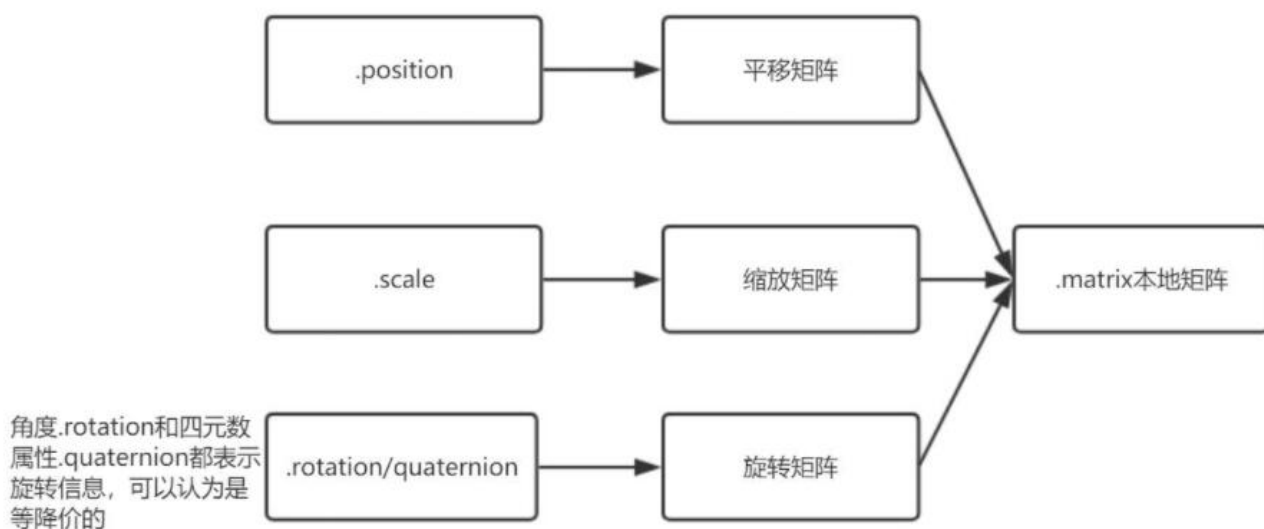 .position
平移矩阵
.scale
缩放矩阵
.matrix本地矩阵
角度.rotation和四元数
属性.quaternion都表示
旋转信息，可以认为是
等降价的
.rotation/quaternion
旋转矩阵